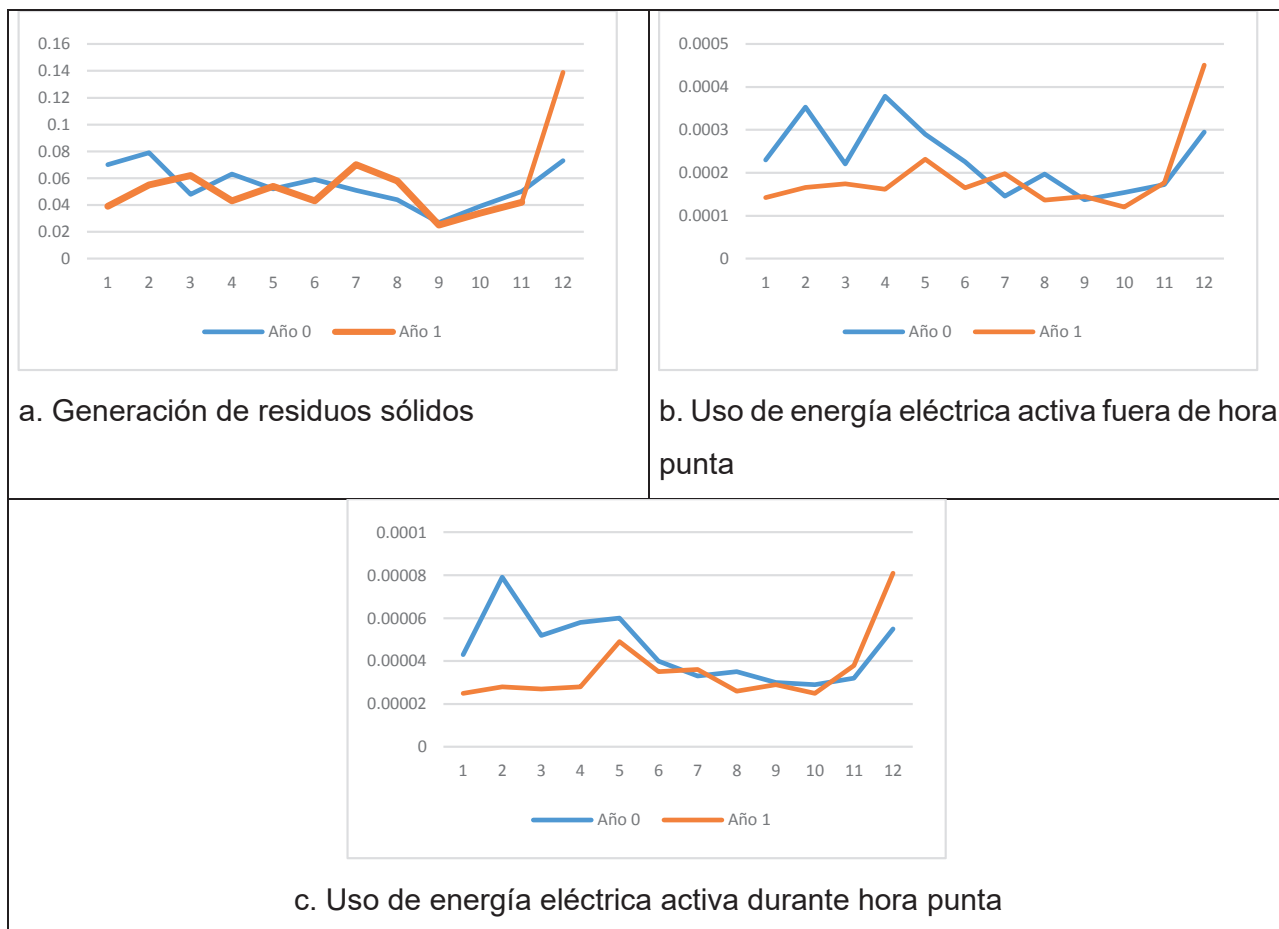 0.16
0.14
0.12
0.1
0.08
0.06
0.04
0.02
0
1 2 3 4 5 6 7 8 9 10 11 12
Año 0 Año 1
a. Generación de residuos sólidos
0.0005
0.0004
0.0003
0.0002
0.0001
0
1 2 3 4 5 6 7 8 9 10 11 12
Año 0 Año 1
b. Uso de energía eléctrica activa fuera de hora
punta
0.0001
0.00008
0.00006
0.00004
0.00002
0
1 2 3 4 5 6 7 8 9 10 11 12
Año 0 Año 1
c. Uso de energía eléctrica activa durante hora punta